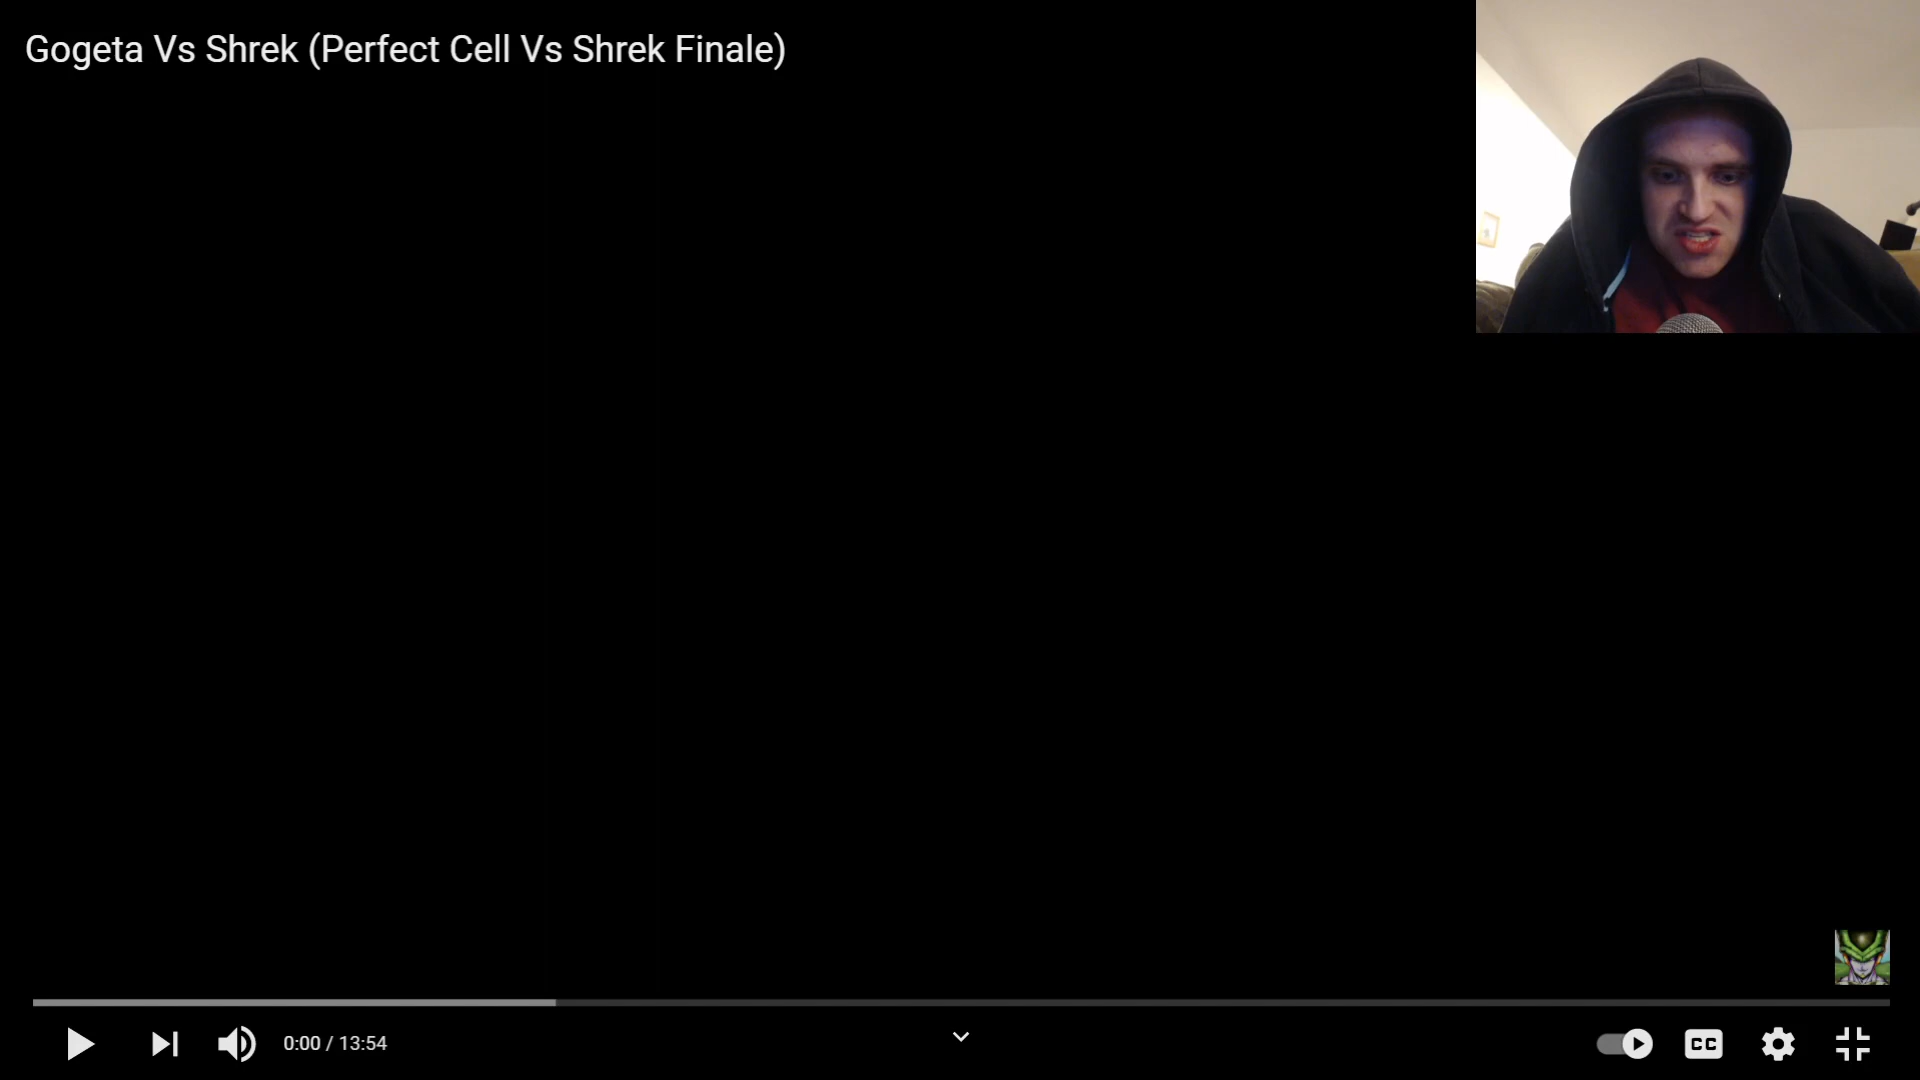 Gogeta Vs Shrek (Perfect Cell Vs Shrek Finale)
0:00 / 13:54
CC